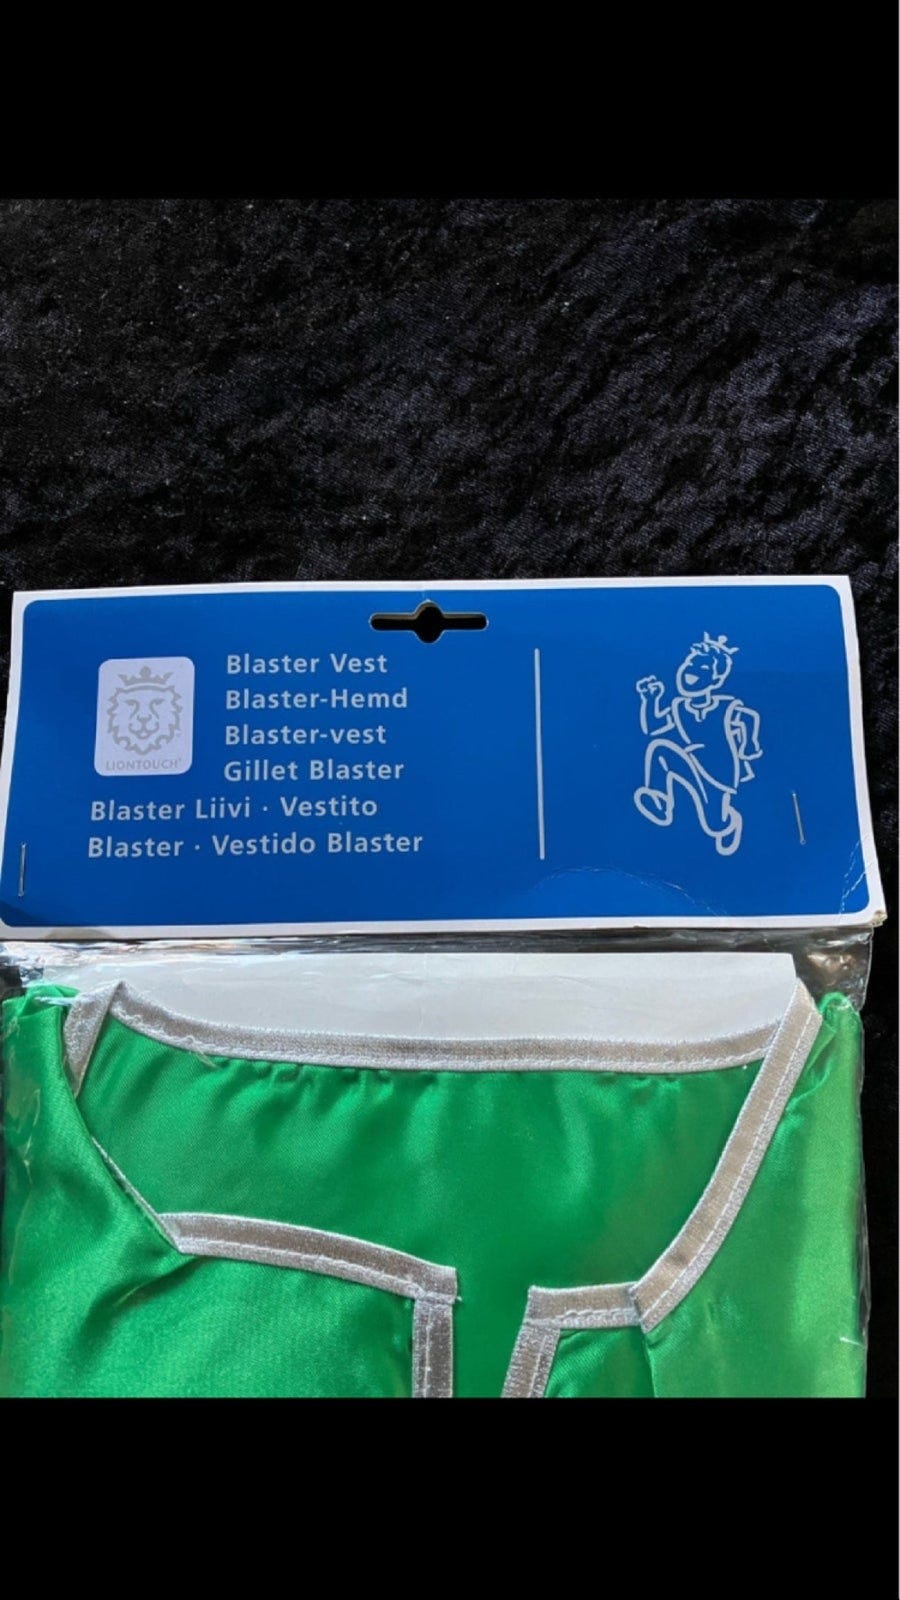 Blaster Vest
Blaster-Hemd
Blaster-vest
Gillet Blaster
Blaster Liivi · Vestito
Blaster · Vestido Blaster
LIONTOUCH®